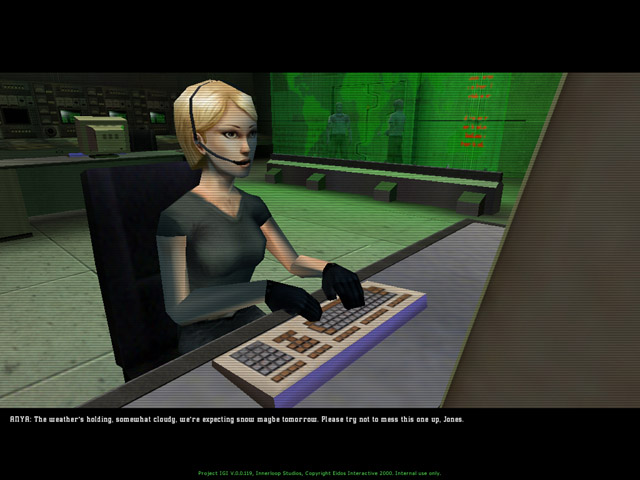 ANYA: The weather's holding, somewhat cloudy, we're expecting snow maybe tomorrow. Please try not to mess this one up, Jones.
Project IGI V.0.0.119, Innerloop Studios, Copyright Eidos Interactive 2000. Internal use only.